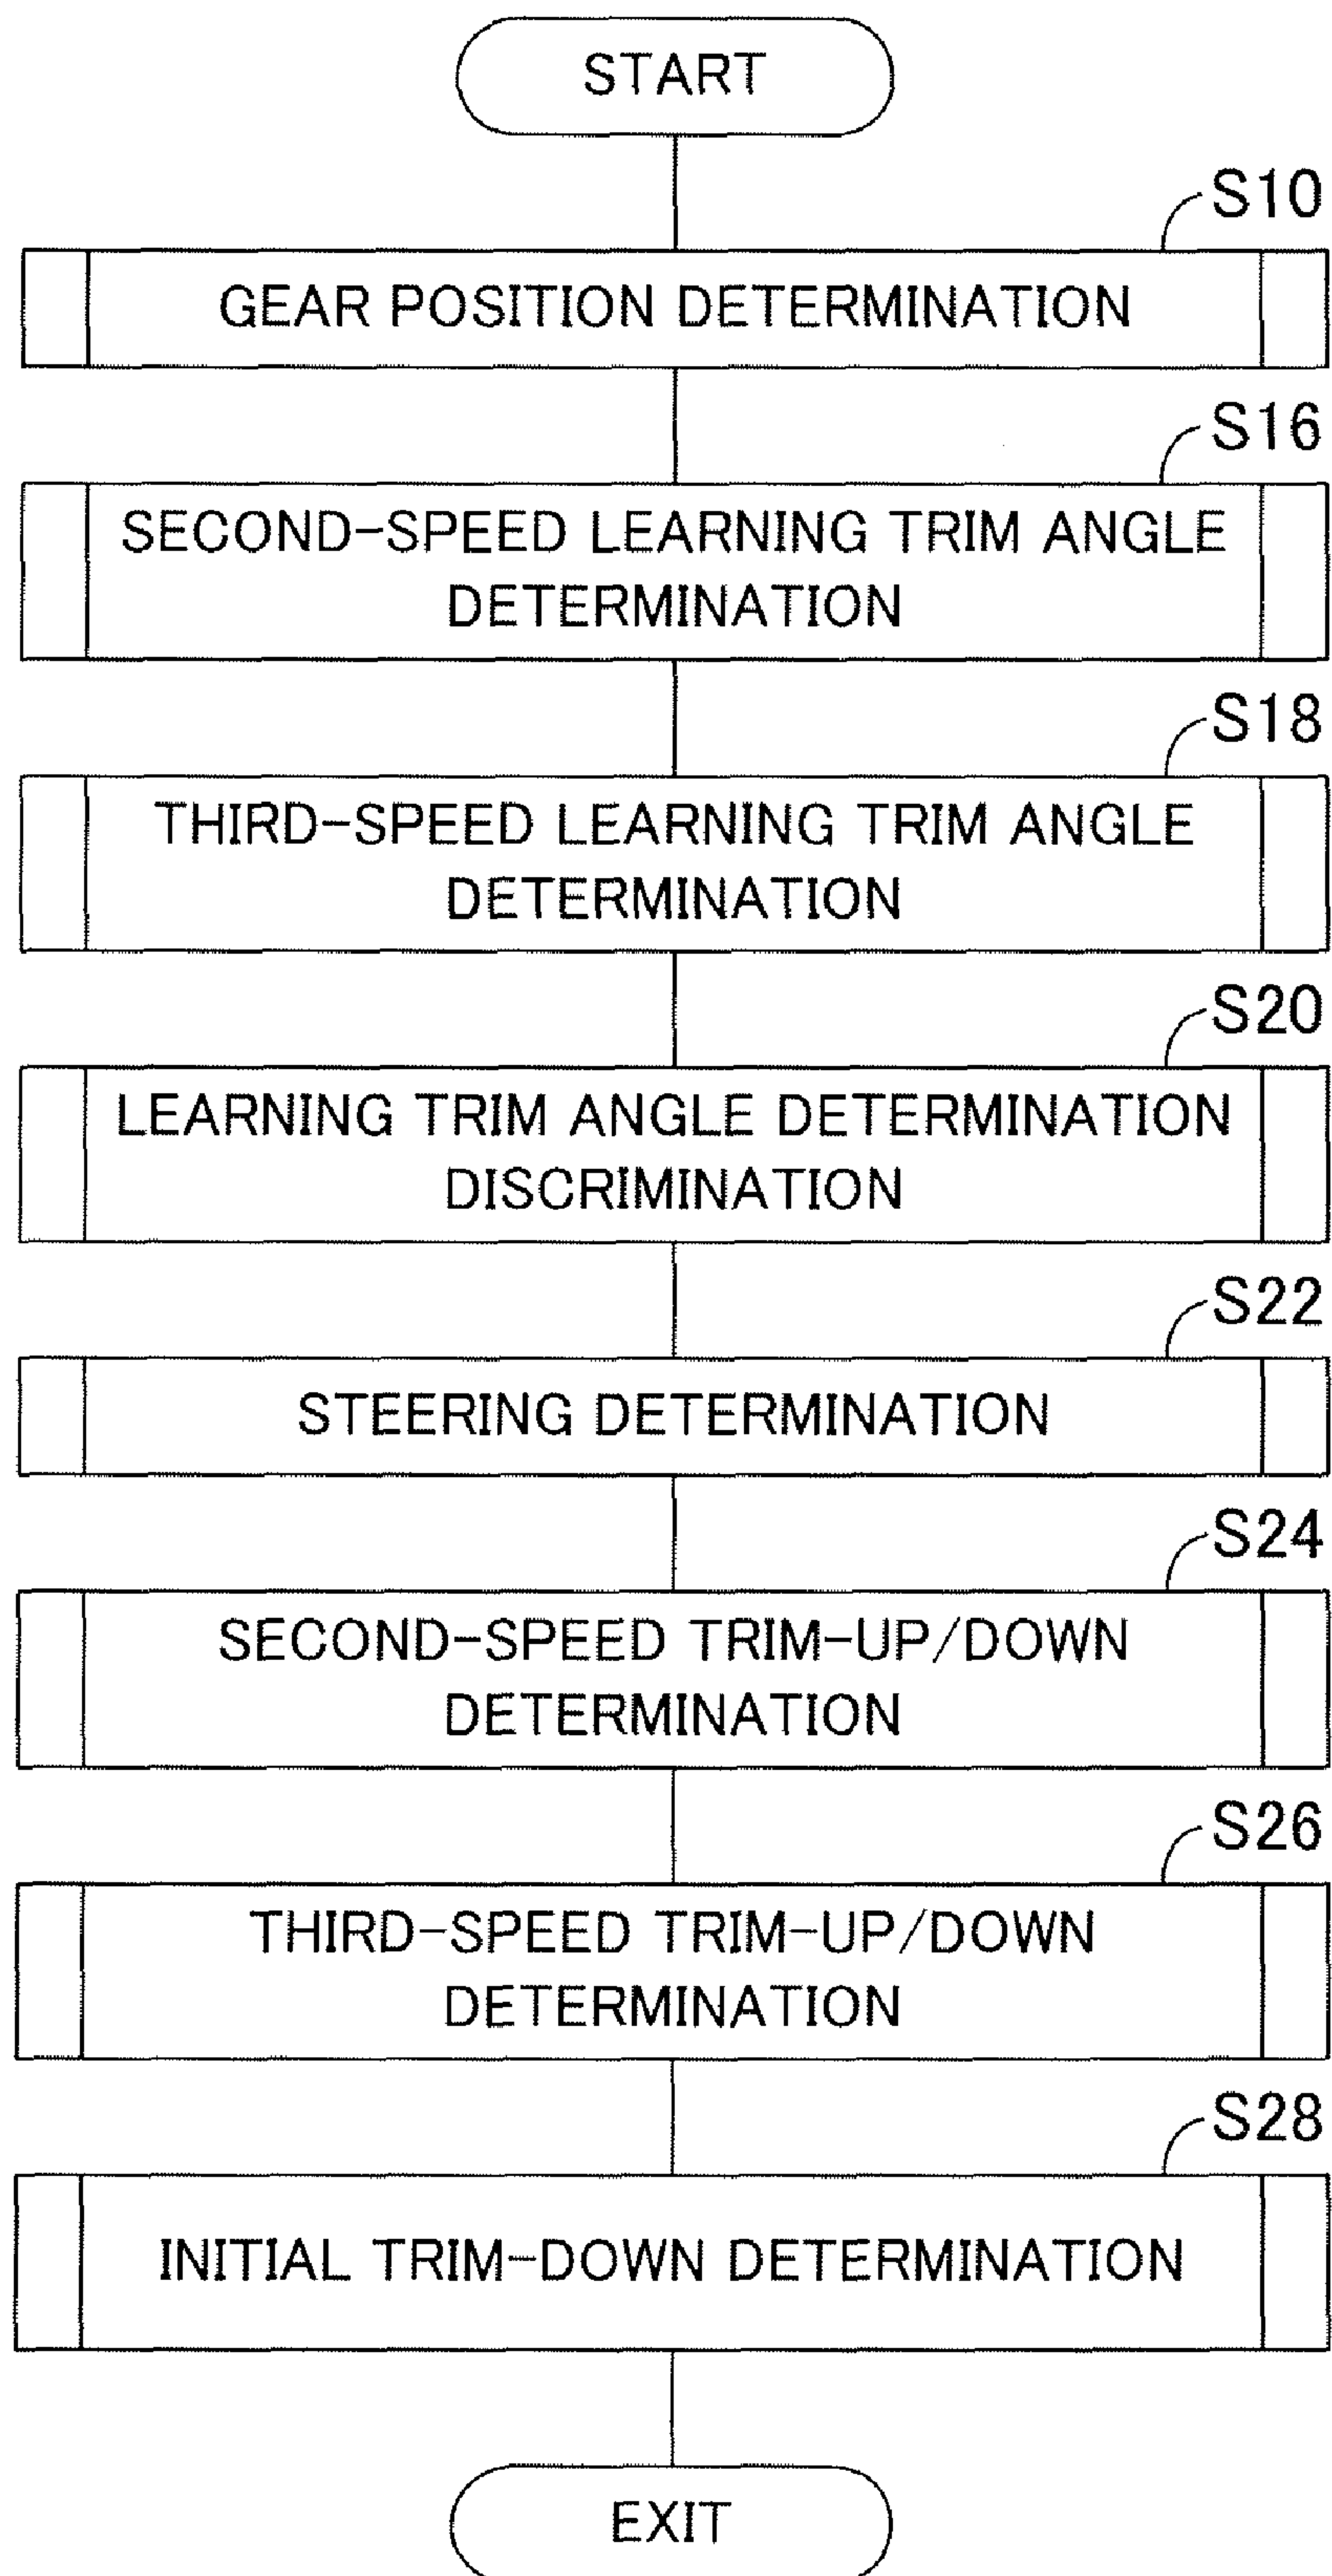 START
S10
GEAR POSITION DETERMINATION
S16
SECOND-SPEED LEARNING TRIM ANGLE
DETERMINATION
S18
THIRD-SPEED LEARNING TRIM ANGLE
DETERMINATION
S20
LEARNING TRIM ANGLE DETERMINATION
DISCRIMINATION
S22
STEERING DETERMINATION
S24
SECOND-SPEED TRIM-UP/DOWN
DETERMINATION
S26
THIRD-SPEED TRIM-UP/DOWN
DETERMINATION
S28
INITIAL TRIM-DOWN DETERMINATION
EXIT